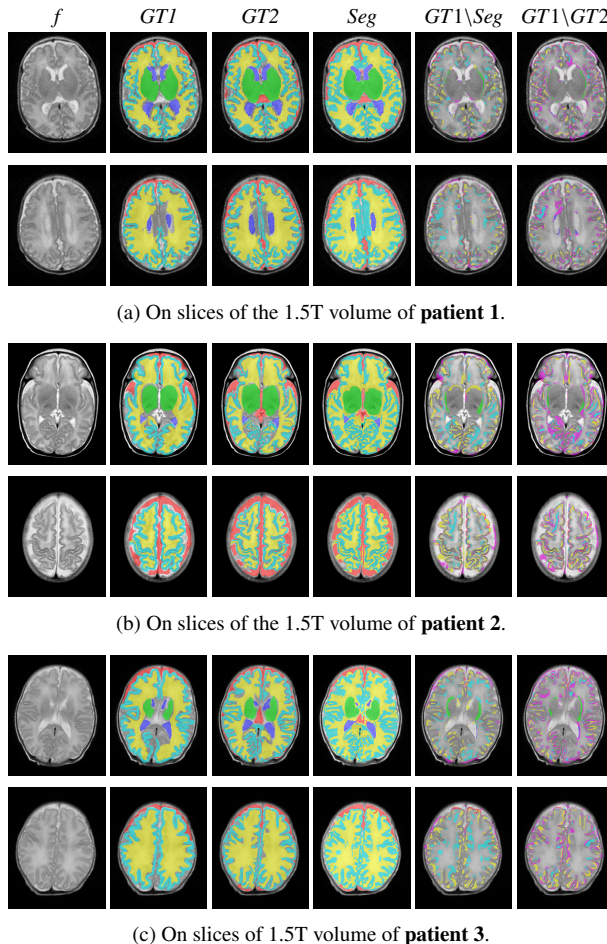 f GT1 GT2 Seg GT1\Seg GT1\GT2
(a) On slices of the 1.5T volume of patient 1.
(b) On slices of the 1.5T volume of patient 2.
(c) On slices of 1.5T volume of patient 3.